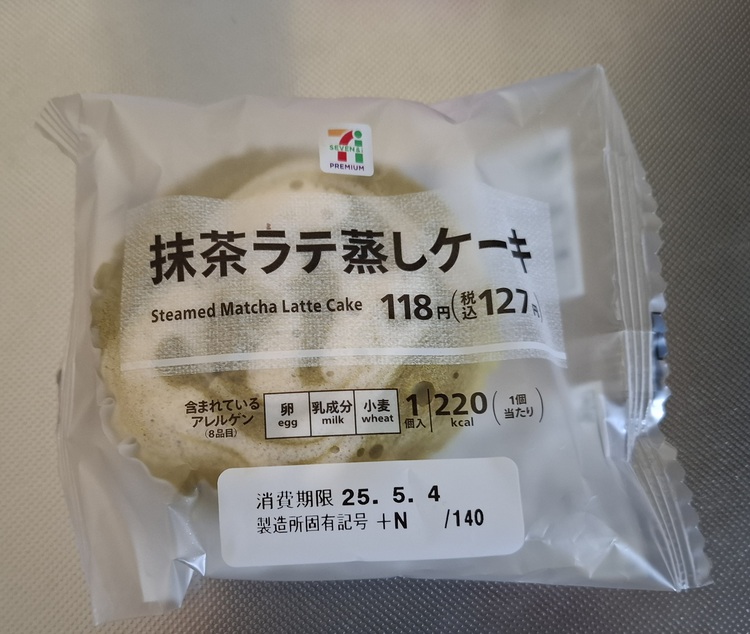 SEVEN&i
PREMIUM
抹茶ラテ蒸しケーキ
Steamed Matcha Latte Cake 118円(税込127円)
含まれている
アレルゲン
(8品目)
卵 乳成分 小麦
egg milk wheat
1個入 220kcal (1個当たり)
消費期限 25. 5. 4
製造所固有記号 +N /140